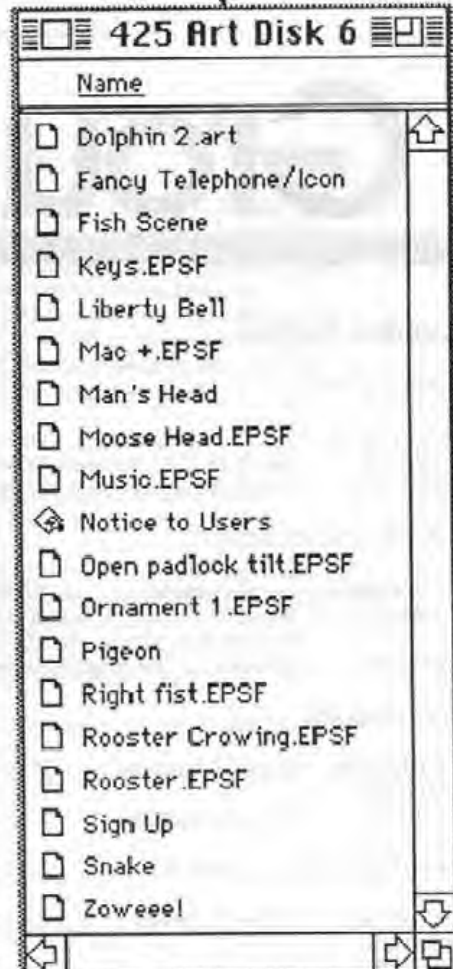 425 Art Disk 6
Name
Dolphin 2.art
Fancy Telephone/Icon
Fish Scene
Keys.EPSF
Liberty Bell
Mac +.EPSF
Man's Head
Moose Head.EPSF
Music.EPSF
Notice to Users
Open padlock tilt.EPSF
Ornament 1.EPSF
Pigeon
Right fist.EPSF
Rooster Crowing.EPSF
Rooster.EPSF
Sign Up
Snake
Zoweee!